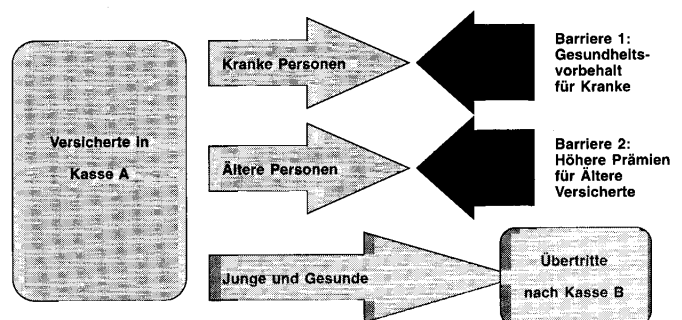 Versicherte in
Kasse A
Kranke Personen
Barriere 1:
Gesundheits-
vorbehalt
für Kranke
Ältere Personen
Barriere 2:
Höhere Prämien
für Ältere
Versicherte
Junge und Gesunde
Übertritte
nach Kasse B